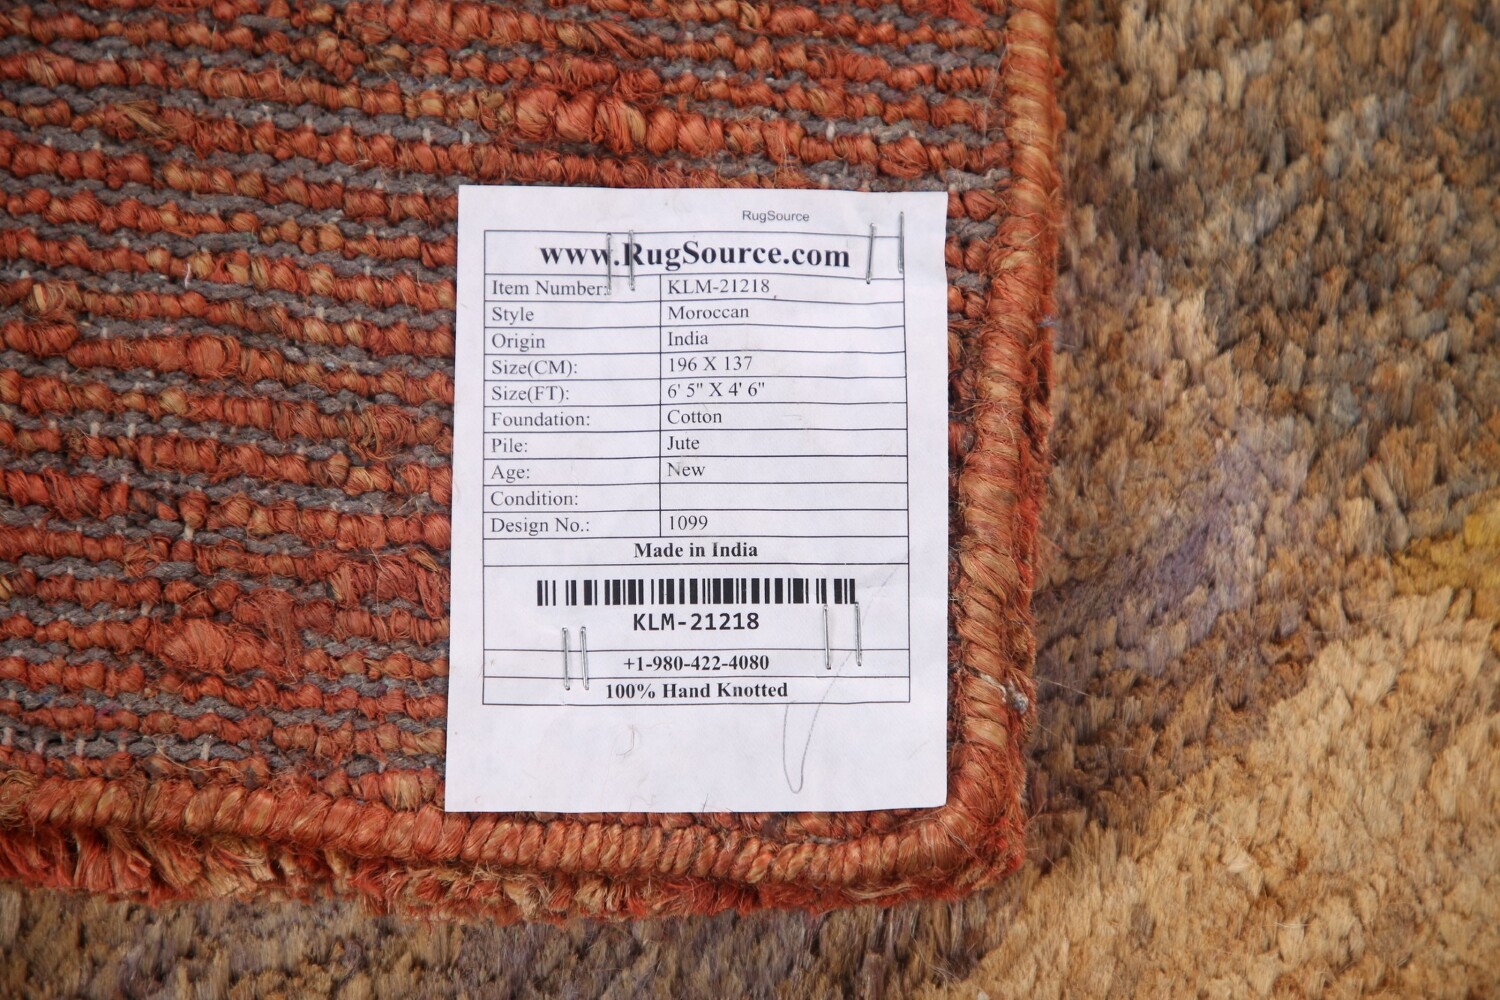 RugSource
www.RugSource.com
Item Number: KLM-21218
Style Moroccan
Origin India
Size(CM): 196 X 137
Size(FT): 6' 5" X 4' 6"
Foundation: Cotton
Pile: Jute
Age: New
Condition:
Design No.: 1099
Made in India
KLM-21218
+1-980-422-4080
100% Hand Knotted